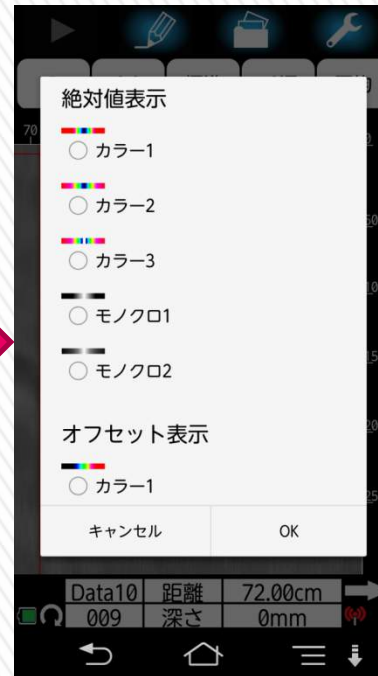 絶対値表示
70
カラー1
カラー2
カラー3
モノクロ1
モノクロ2
オフセット表示
カラー1
キャンセル
OK
Data10 距離 72.00cm
009 深さ 0mm